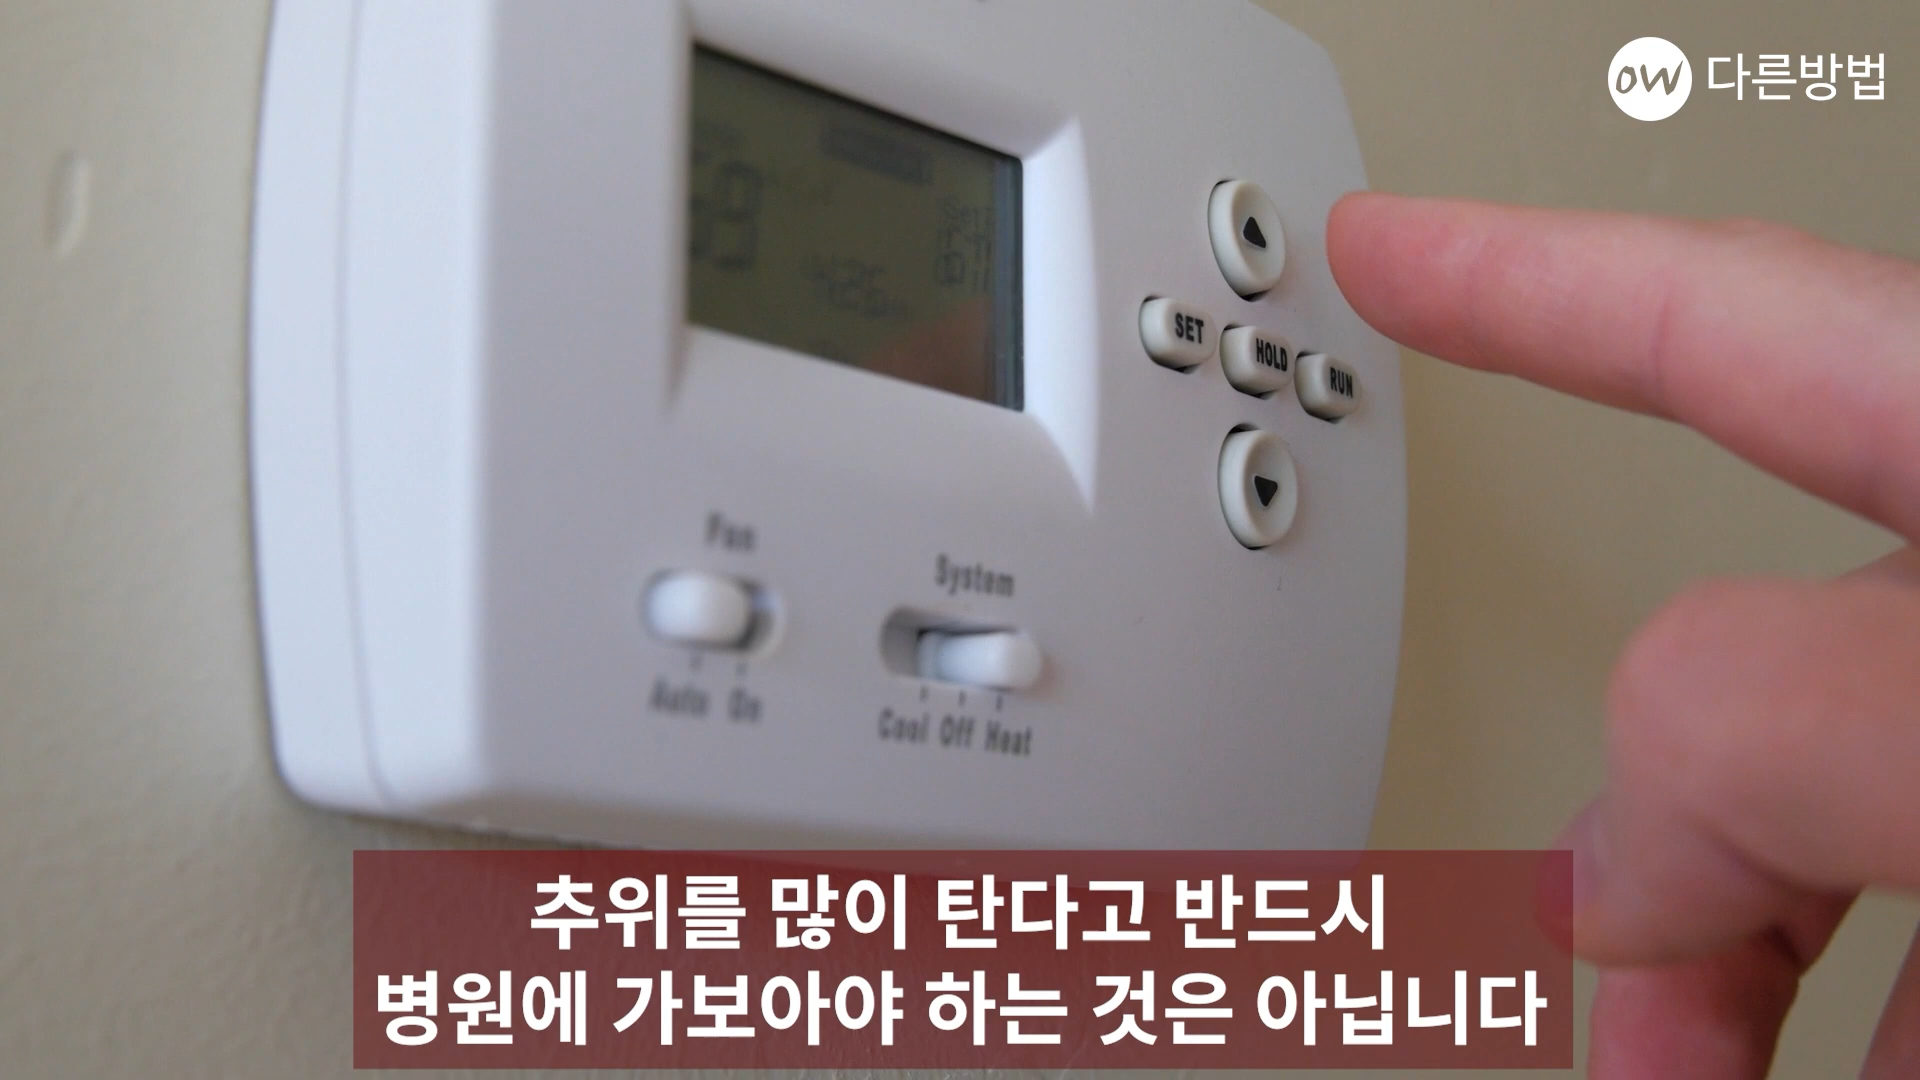 ow 다른방법
SET
HOLD
RUN
Fan
System
Auto On
Cool Off Heat
추위를 많이 탄다고 반드시
병원에 가보아야 하는 것은 아닙니다